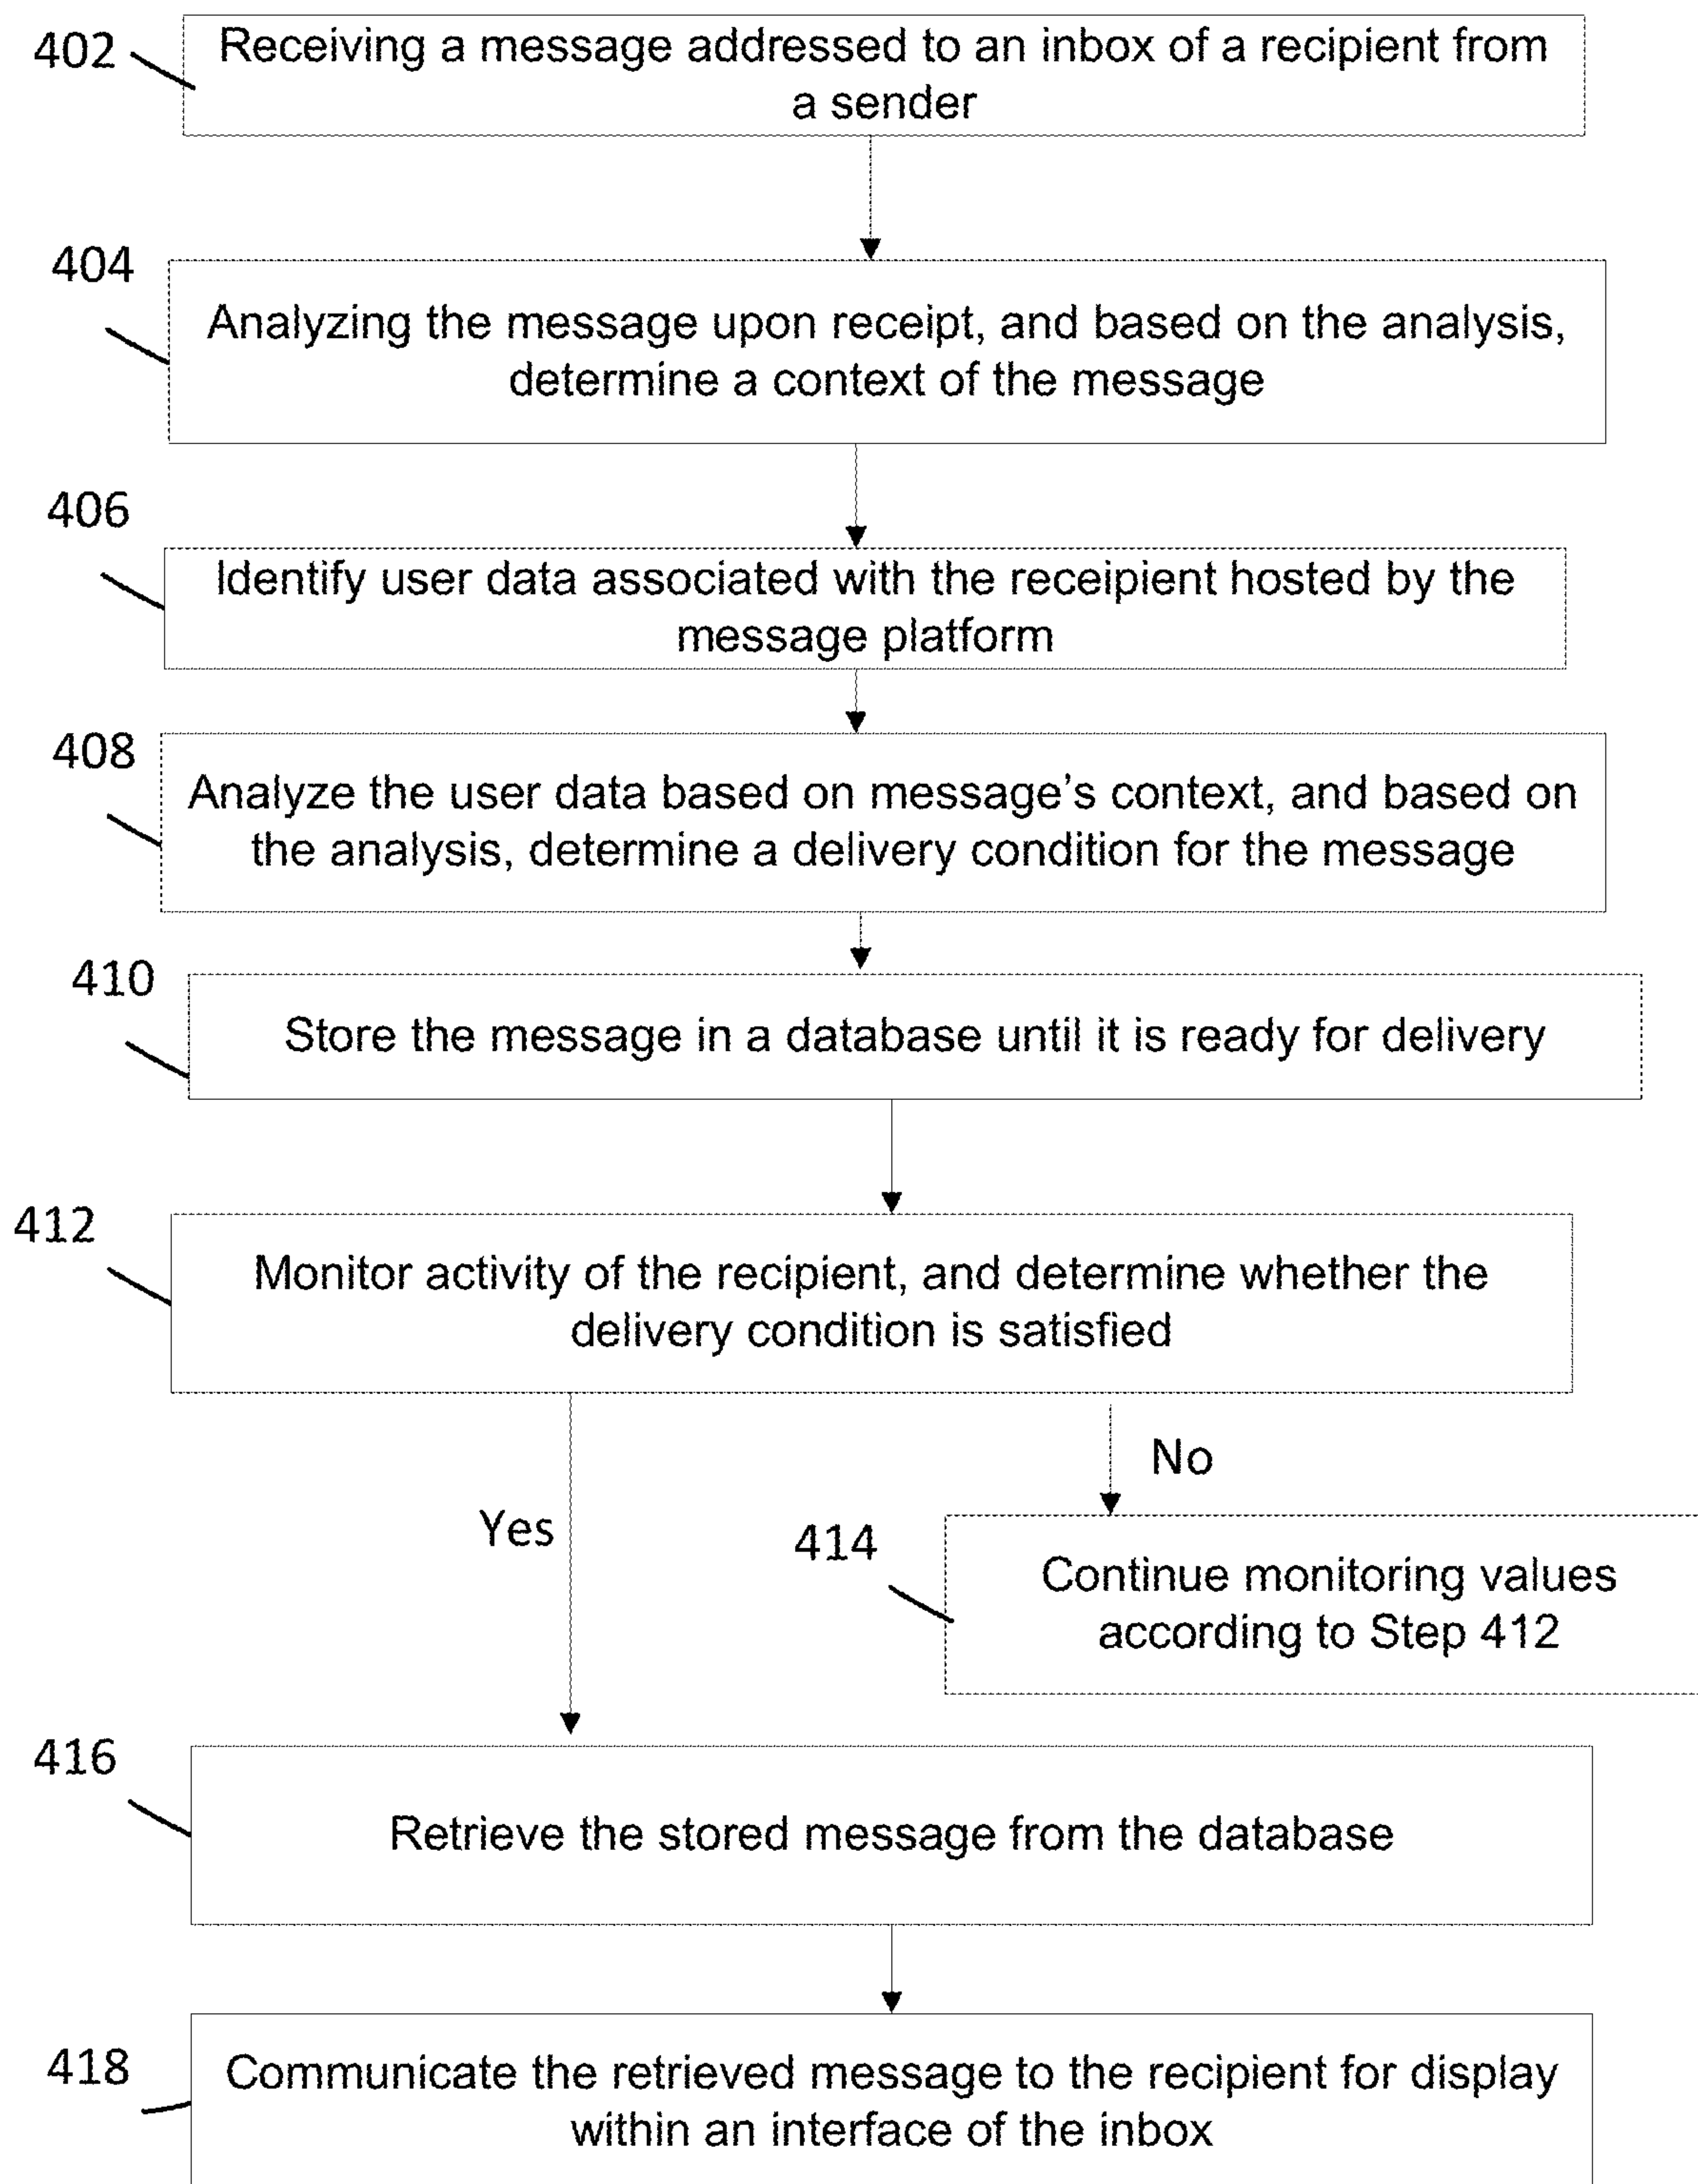 402
Receiving a message addressed to an inbox of a recipient from
a sender
404
Analyzing the message upon receipt, and based on the analysis,
determine a context of the message
406
Identify user data associated with the receipient hosted by the
message platform
408
Analyze the user data based on message's context, and based on
the analysis, determine a delivery condition for the message
410
Store the message in a database until it is ready for delivery
412
Monitor activity of the recipient, and determine whether the
delivery condition is satisfied
No
Yes
414
Continue monitoring values
according to Step 412
416
Retrieve the stored message from the database
418
Communicate the retrieved message to the recipient for display
within an interface of the inbox